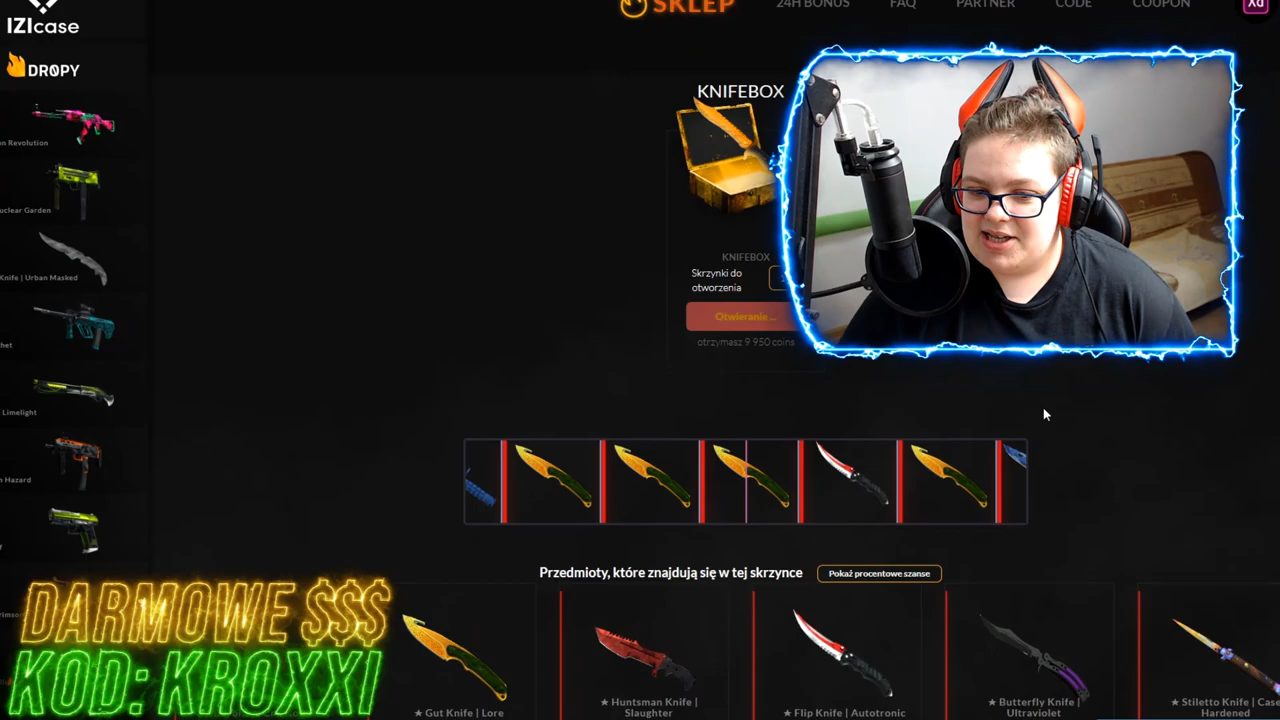 IZIcase
SKLEP
24H BONUS
FAQ
PARTNER
CODE
COUPON
Xd
DR0PY
KNIFEBOX
n Revolution
uclear Garden
Knife | Urban Masked
het
Limelight
n Hazard
KNIFEBOX
Skrzynki do
otworzenia
Otwieranie ...
otrzymasz 9 950 coins
Przedmioty, które znajdują się w tej skrzynce
Pokaż procentowe szanse
DARMOWE $$$
KOD: KROXXI
★ Gut Knife | Lore
★ Huntsman Knife |
Slaughter
★ Flip Knife | Autotronic
★ Butterfly Knife |
Ultraviolet
★ Stiletto Knife | Case
Hardened